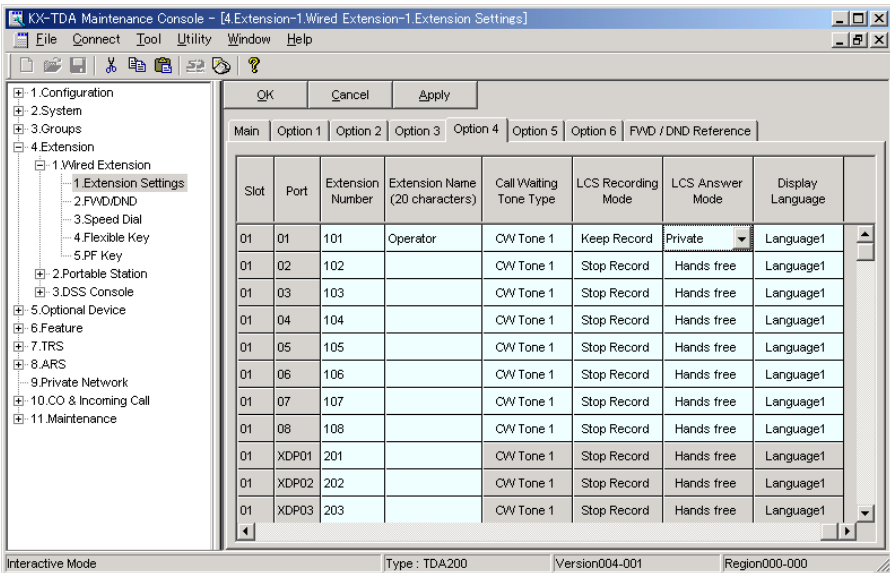 KX-TDA Maintenance Console - [4.Extension-1.Wired Extension-1.Extension Settings]
File Connect Tool Utility Window Help
1.Configuration
2.System
3.Groups
4.Extension
1.Wired Extension
1.Extension Settings
2.FWD/DND
3.Speed Dial
4.Flexible Key
5.PF Key
2.Portable Station
3.DSS Console
5.Optional Device
6.Feature
7.TRS
8.ARS
9.Private Network
10.CO & Incoming Call
11.Maintenance
OK Cancel Apply
Main Option 1 Option 2 Option 3 Option 4 Option 5 Option 6 FWD / DND Reference
Slot Port Extension Number Extension Name (20 characters) Call Waiting Tone Type LCS Recording Mode LCS Answer Mode Display Language
01 01 101 Operator CW Tone 1 Keep Record Private Language1
01 02 102 CW Tone 1 Stop Record Hands free Language1
01 03 103 CW Tone 1 Stop Record Hands free Language1
01 04 104 CW Tone 1 Stop Record Hands free Language1
01 05 105 CW Tone 1 Stop Record Hands free Language1
01 06 106 CW Tone 1 Stop Record Hands free Language1
01 07 107 CW Tone 1 Stop Record Hands free Language1
01 08 108 CW Tone 1 Stop Record Hands free Language1
01 XDP01 201 CW Tone 1 Stop Record Hands free Language1
01 XDP02 202 CW Tone 1 Stop Record Hands free Language1
01 XDP03 203 CW Tone 1 Stop Record Hands free Language1
Interactive Mode Type : TDA200 Version004-001 Region000-000